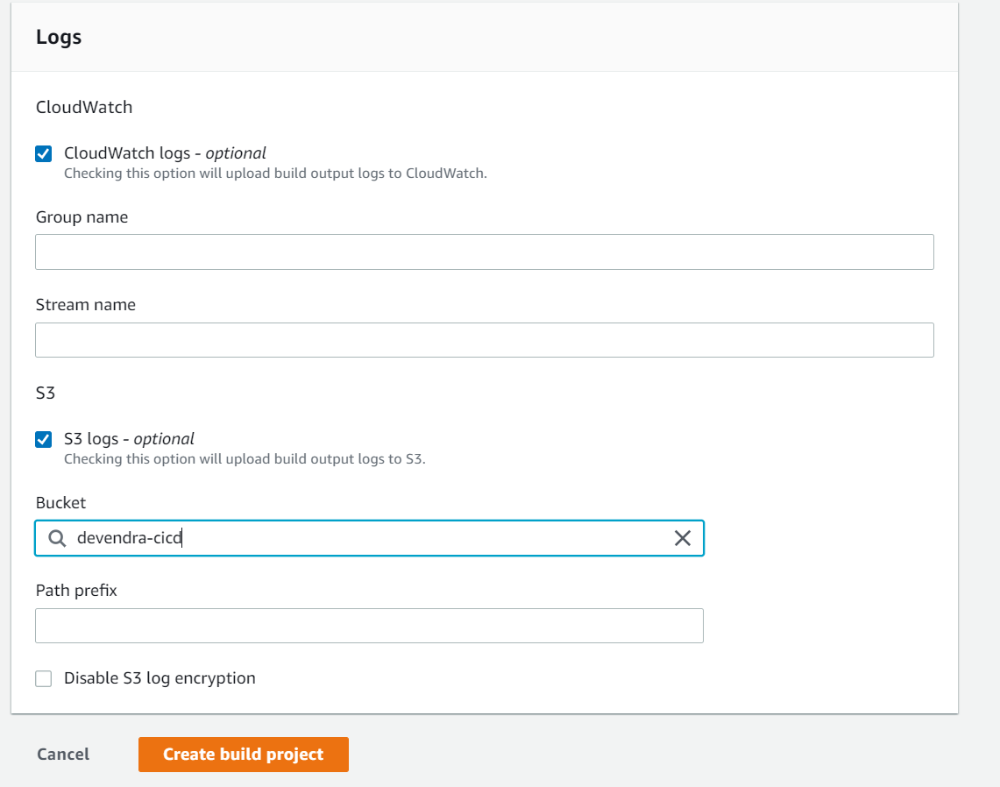 Logs
CloudWatch
CloudWatch logs - optional
Checking this option will upload build output logs to CloudWatch.
Group name
Stream name
S3
S3 logs - optional
Checking this option will upload build output logs to S3.
Bucket
devendra-cicd
Path prefix
Disable S3 log encryption
Cancel
Create build project